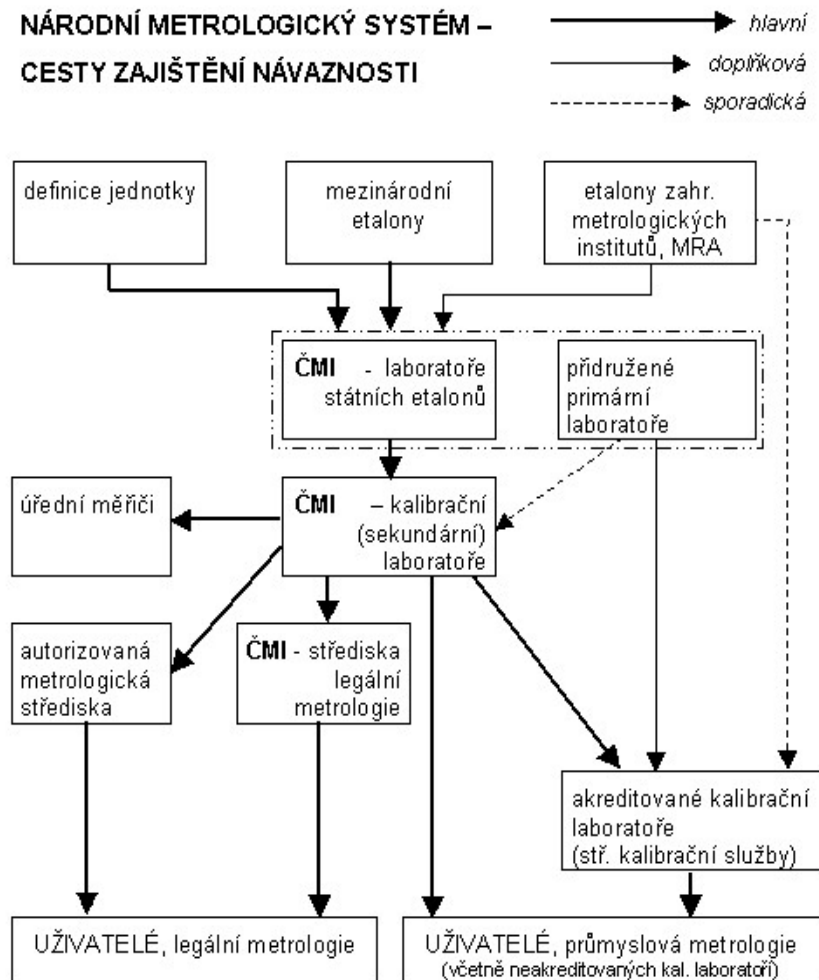 NÁRODNÍ METROLOGICKÝ SYSTÉM –
CESTY ZAJIŠTĚNÍ NÁVAZNOSTI
hlavní
doplňková
sporadická
definice jednotky
mezinárodní
etalony
etalony zahr.
metrologických
institutů, MRA
ČMI - laboratoře
státních etalonů
přidružené
primární
laboratoře
úřední měřiči
ČMI – kalibrační
(sekundární)
laboratoře
autorizovaná
metrologická
střediska
ČMI - střediska
legální
metrologie
akreditované kalibrační
laboratoře
(stř. kalibrační služby)
UŽIVATELÉ, legální metrologie
UŽIVATELÉ, průmyslová metrologie
(včetně neakreditovaných kal. laboratoří)